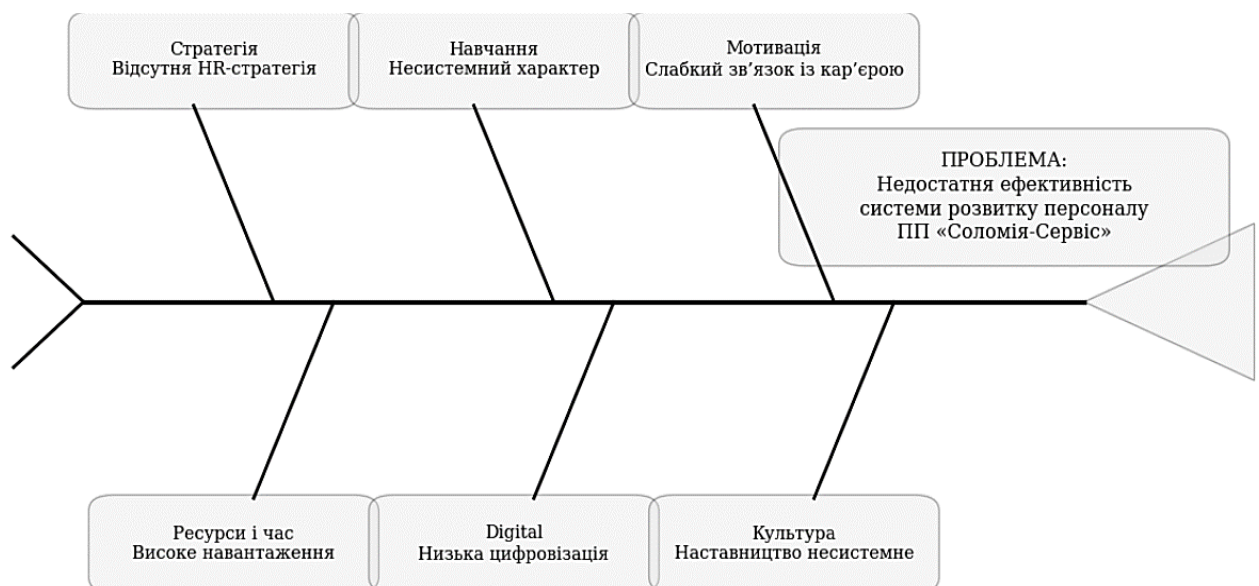 Стратегія
Відсутня HR-стратегія
Навчання
Несистемний характер
Мотивація
Слабкий зв’язок із кар’єрою
ПРОБЛЕМА:
Недостатня ефективність
системи розвитку персоналу
ПП «Соломія-Сервіс»
Ресурси і час
Високе навантаження
Digital
Низька цифровізація
Культура
Наставництво несистемне